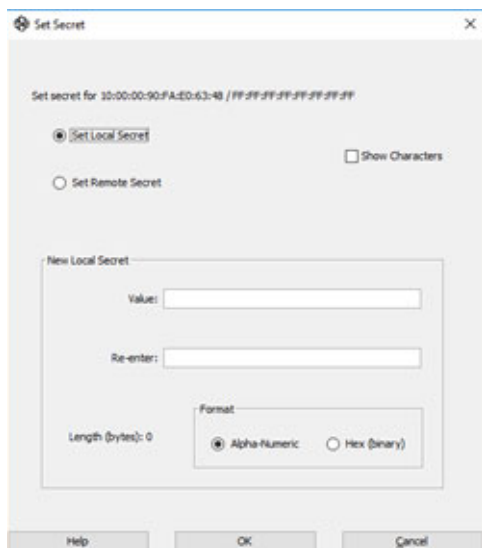 Set Secret
Set secret for 10:00:00:90:FA:E0:63:48 / FF:FF:FF:FF:FF:FF:FF:FF
Set Local Secret
Show Characters
Set Remote Secret
New Local Secret
Value:
Re-enter:
Format
Length (bytes): 0
Alpha-Numeric
Hex (binary)
Help
OK
Cancel